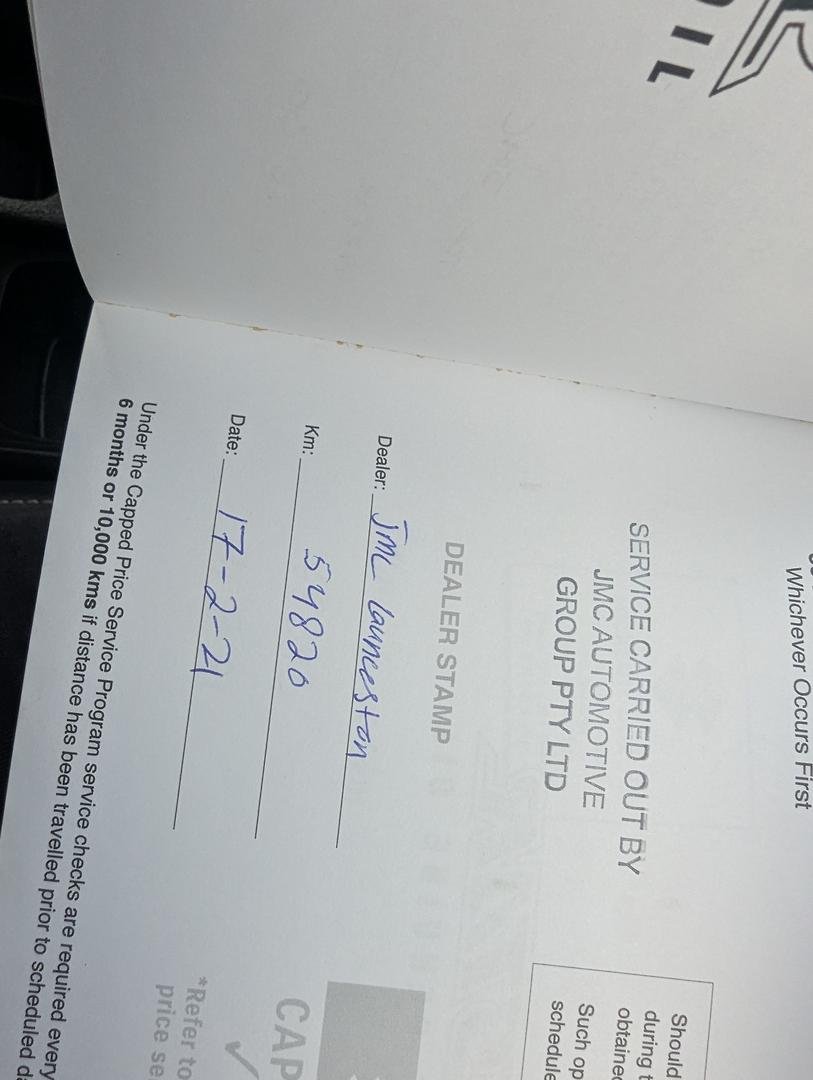 Whichever Occurs First
SERVICE CARRIED OUT BY
JMC AUTOMOTIVE
GROUP PTY LTD
DEALER STAMP
Dealer: JMC Launceston
Km: 54820
Date: 17-2-21
Under the Capped Price Service Program service checks are required every
6 months or 10,000 kms if distance has been travelled prior to scheduled
Should
during
obtained
Such
schedule
CAP
*Refer to
price